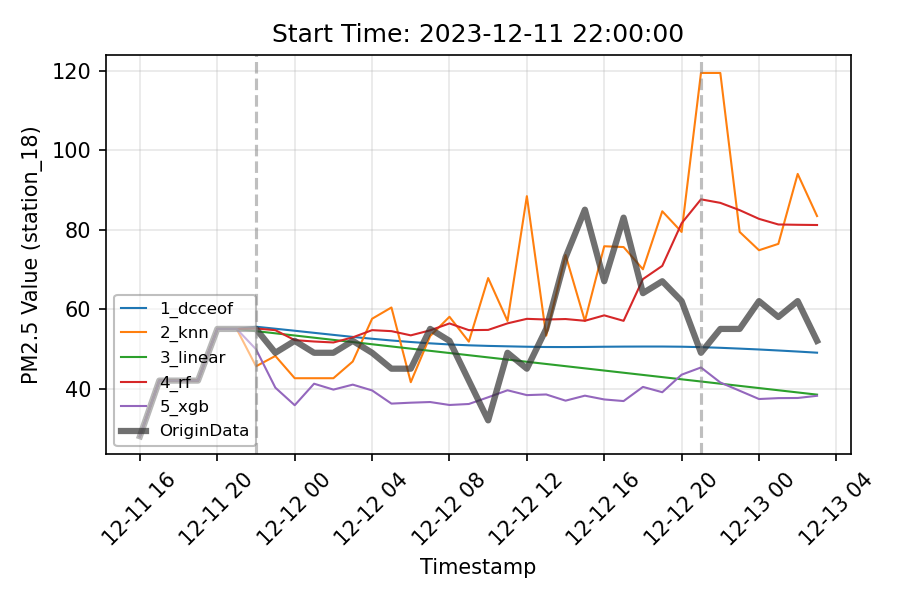 Start Time: 2023-12-11 22:00:00
PM2.5 Value (station_18)
120
100
80
60
40
1_dcceof
2_knn
3_linear
4_rf
5_xgb
OriginData
12-11 16
12-11 20
12-12 00
12-12 04
12-12 08
12-12 12
12-12 16
12-12 20
12-13 00
12-13 04
Timestamp